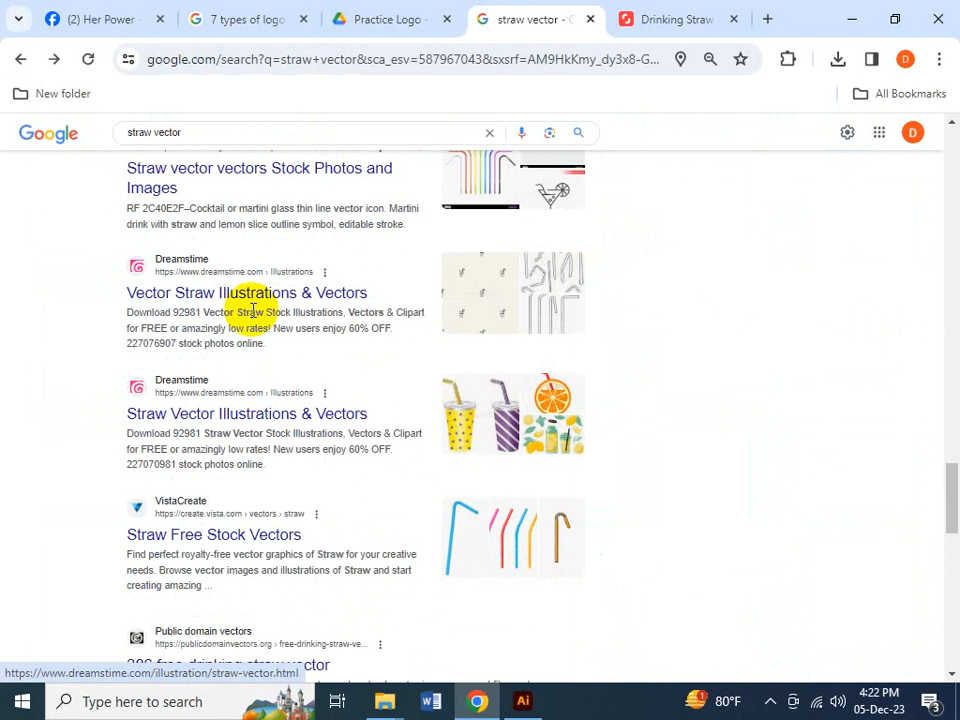 (2) Her Power -
7 types of logo
Practice Logo -
straw vector - G
Drinking Straw
google.com/search?q=straw+vector&sca_esv=587967043&sxsrf=AM9HkKmy_dy3x8-G...
D
New folder
All Bookmarks
Google
straw vector
D
Straw vector vectors Stock Photos and
Images
RF 2C40E2F–Cocktail or martini glass thin line vector icon. Martini
drink with straw and lemon slice outline symbol, editable stroke.
Dreamstime
https://www.dreamstime.com › Illustrations
Vector Straw Illustrations & Vectors
Download 92981 Vector Straw Stock Illustrations, Vectors & Clipart
for FREE or amazingly low rates! New users enjoy 60% OFF.
227076907 stock photos online.
Dreamstime
https://www.dreamstime.com › Illustrations
Straw Vector Illustrations & Vectors
Download 92981 Straw Vector Stock Illustrations, Vectors & Clipart
for FREE or amazingly low rates! New users enjoy 60% OFF.
227070981 stock photos online.
VistaCreate
https://create.vista.com › vectors › straw
Straw Free Stock Vectors
Find perfect royalty-free vector graphics of Straw for your creative
needs. Browse vector images and illustrations of Straw and start
creating amazing ...
Public domain vectors
https://publicdomainvectors.org › free-drinking-straw-ve...
free drinking straw vector
https://www.dreamstime.com/illustration/straw-vector.html
Type here to search
Ai
80°F
4:22 PM
05-Dec-23
3